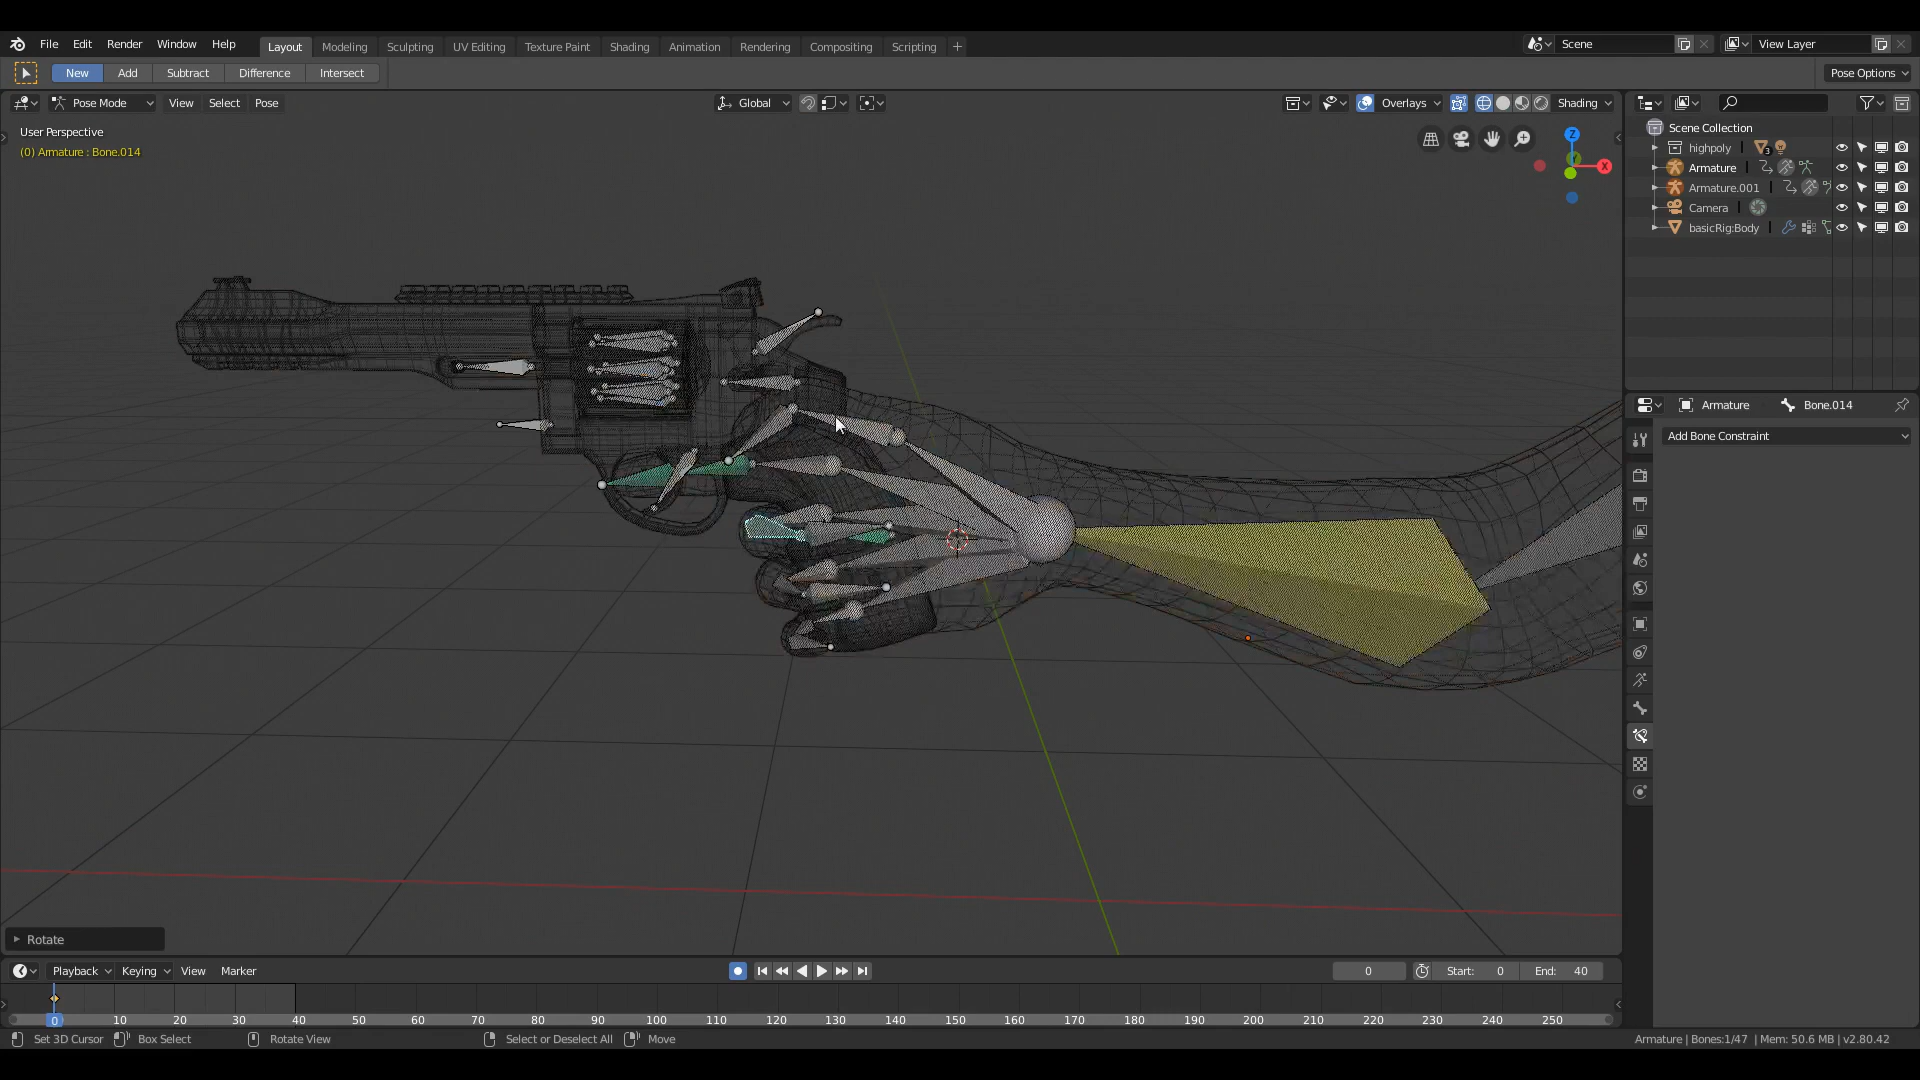 File Edit Render Window Help Layout Modeling Sculpting UV Editing Texture Paint Shading Animation Rendering Compositing Scripting + Scene View Layer
New Add Subtract Difference Intersect Pose Options
Pose Mode View Select Pose Global Overlays Shading
User Perspective
(0) Armature : Bone.014
Z
X
Scene Collection
highpoly 3
Armature
Armature.001
Camera
basicRig:Body
Armature Bone.014
Add Bone Constraint
Rotate
Playback Keying View Marker 0 Start: 0 End: 40
0 10 20 30 40 50 60 70 80 90 100 110 120 130 140 150 160 170 180 190 200 210 220 230 240 250
Set 3D Cursor Box Select Rotate View Select or Deselect All Move Armature | Bones:1/47 | Mem: 50.6 MB | v2.80.42